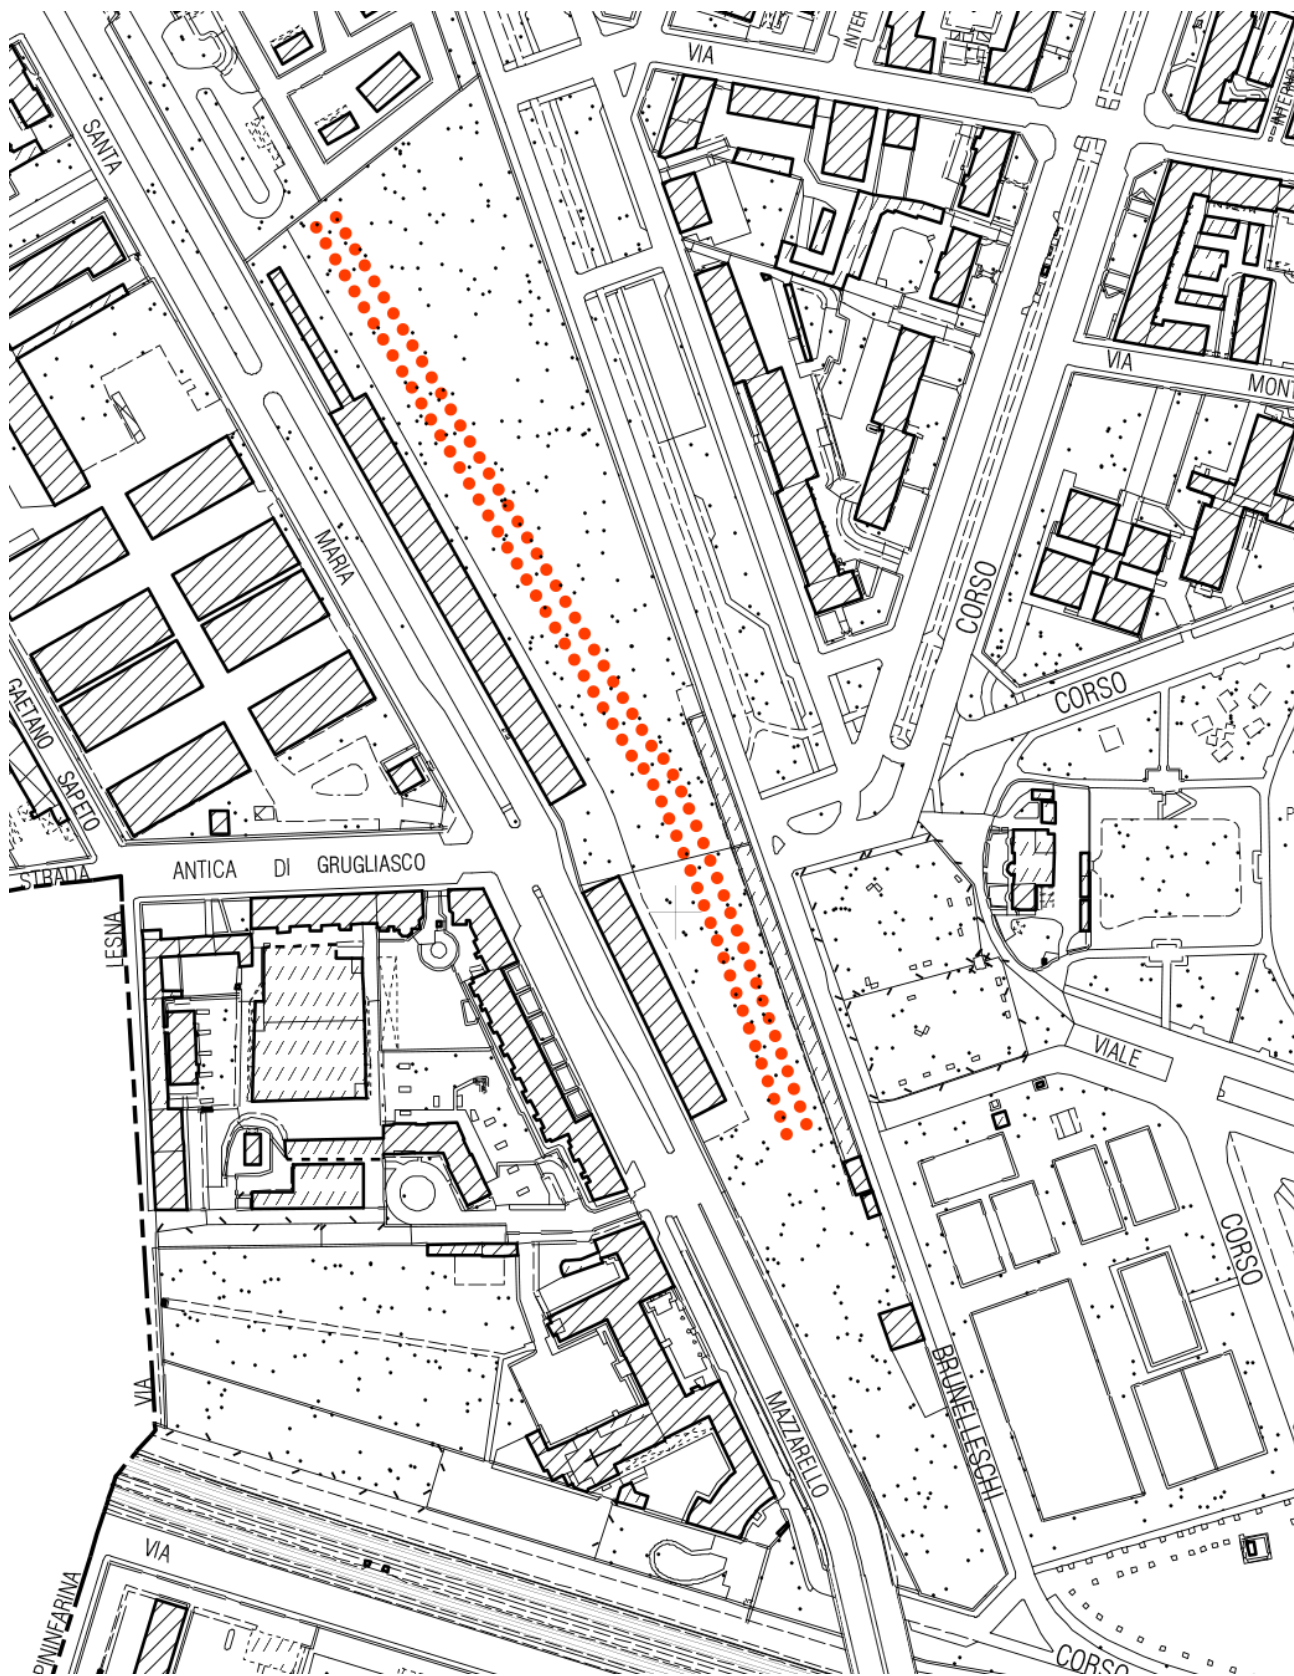 VIA
INTER
INTERNO
SANTA
VIA
MONT
MARIA
CORSO
CORSO
GAETANO SAPETO
STRADA ANTICA DI GRUGLIASCO
LESNA
VIALE
CORSO
VIA
BRUNELLESCHI
MAZZARELLO
VIA
PININFARINA
CORSO
P